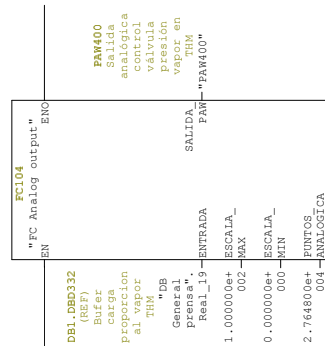 FC104
"FC Analog output"
EN
ENO
DB1.DBD332
(REF)
Bufer
carga
proporcion
al vapor
THM
"DB
General
prensa".
Real_19
ENTRADA
1.000000e+
002
ESCALA_
MAX
0.000000e+
000
ESCALA_
MIN
2.764800e+
004
PUNTOS_
ANALOGICA
SALIDA_
PAW
"PAW400"
PAW400
Salida
analógica
control
válvula
presión
vapor en
THM